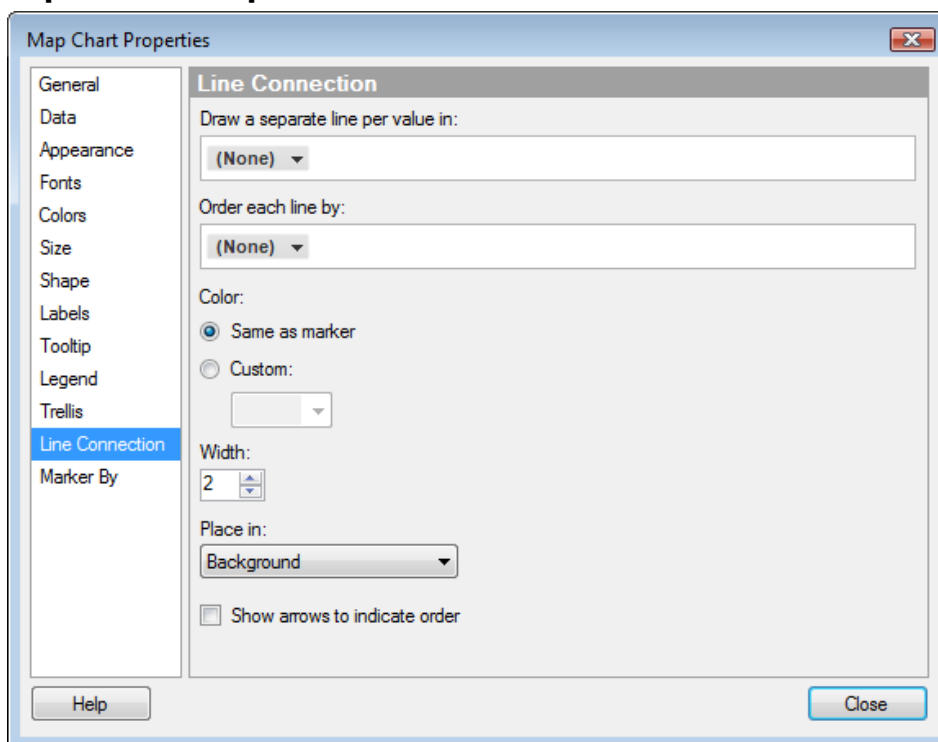 Map Chart Properties
General
Data
Appearance
Fonts
Colors
Size
Shape
Labels
Tooltip
Legend
Trellis
Line Connection
Marker By
Line Connection
Draw a separate line per value in:
(None)
Order each line by:
(None)
Color:
Same as marker
Custom:
Width:
2
Place in:
Background
Show arrows to indicate order
Help
Close